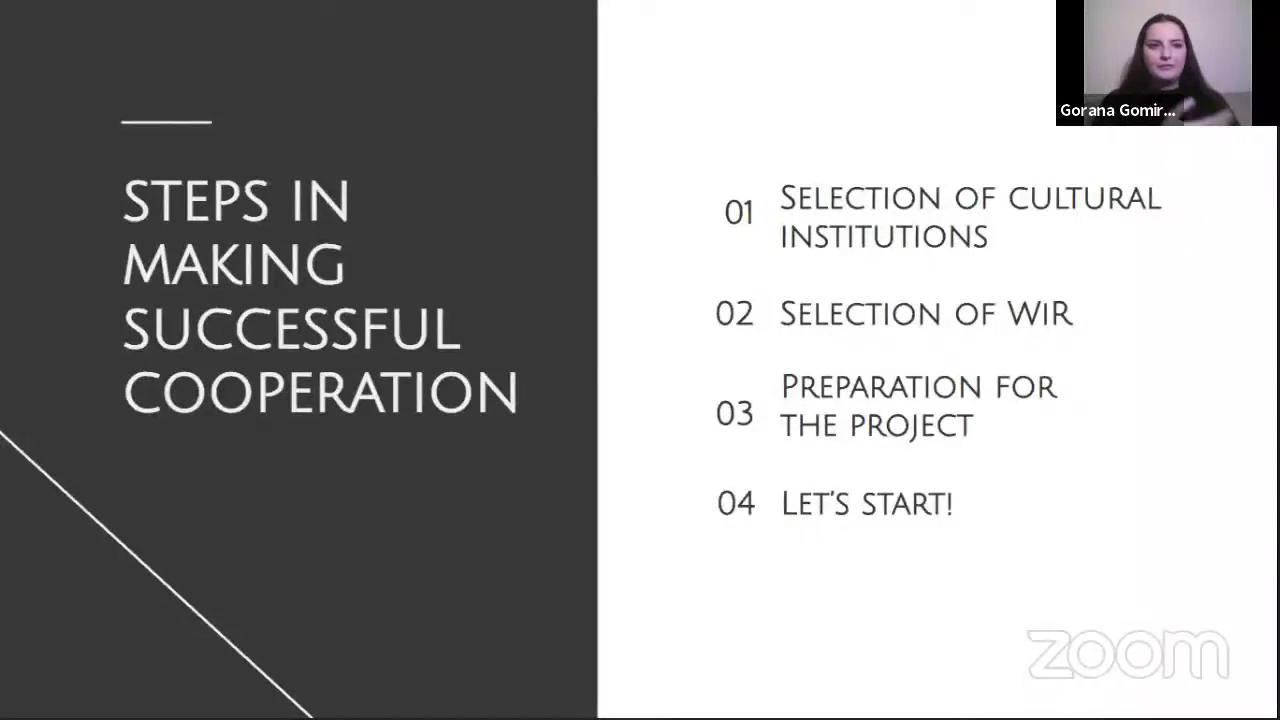 Gorana Gomir...
STEPS IN
MAKING
SUCCESSFUL
COOPERATION
01 SELECTION OF CULTURAL
INSTITUTIONS
02 SELECTION OF WIR
03 PREPARATION FOR
THE PROJECT
04 LET'S START!
zoom